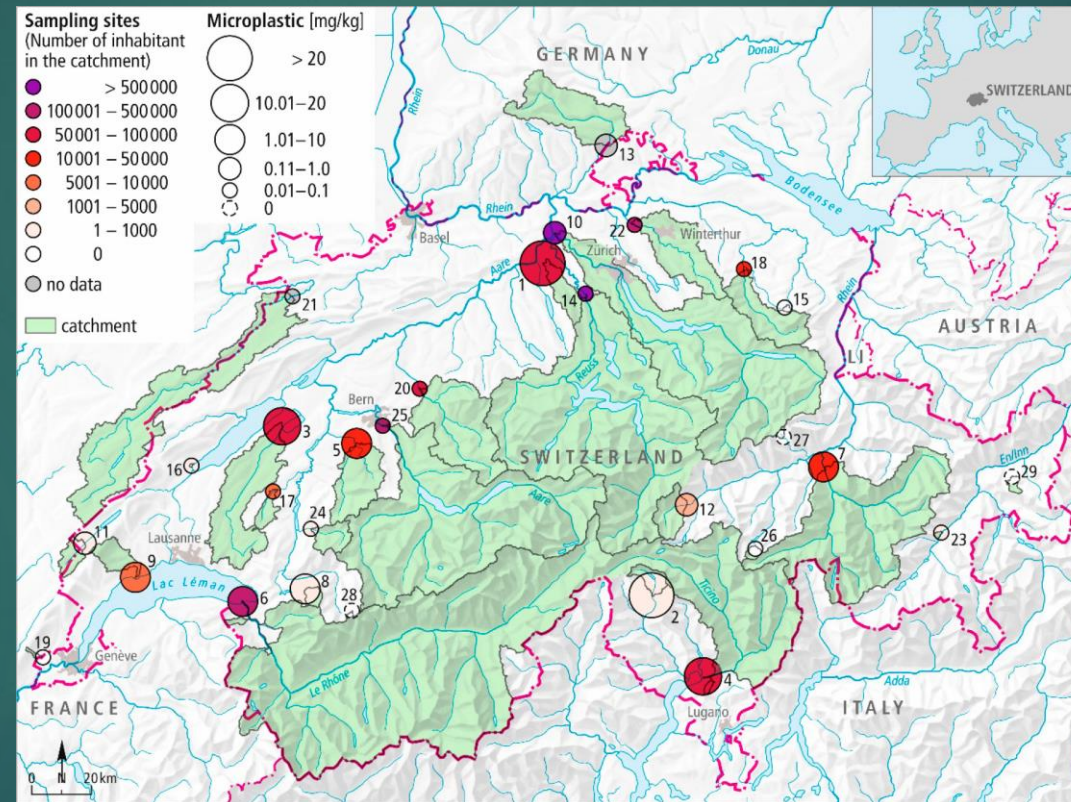 Sampling sites
(Number of inhabitant
in the catchment)
> 500 000
100 001 – 500 000
50 001 – 100 000
10 001 – 50 000
5001 – 10 000
1001 – 5000
1 – 1000
0
no data
catchment
Microplastic [mg/kg]
> 20
10.01–20
1.01–10
0.11–1.0
0.01–0.1
0
GERMANY
Donau
Rhein
SWITZERLAND
13
Bodensee
Rhein
Basel
10
22
Winterthur
Zürich
Aare
1
18
14
15
Rhein
21
AUSTRIA
LI
Reuss
20
Bern
25
3
5
27
SWITZERLAND
7
En/Inn
29
16
17
Aare
12
24
26
23
11
Lausanne
9
Lac Léman
Ticino
8
6
28
2
19
Genève
Le Rhône
4
Adda
FRANCE
Lugano
ITALY
N
0 20 km